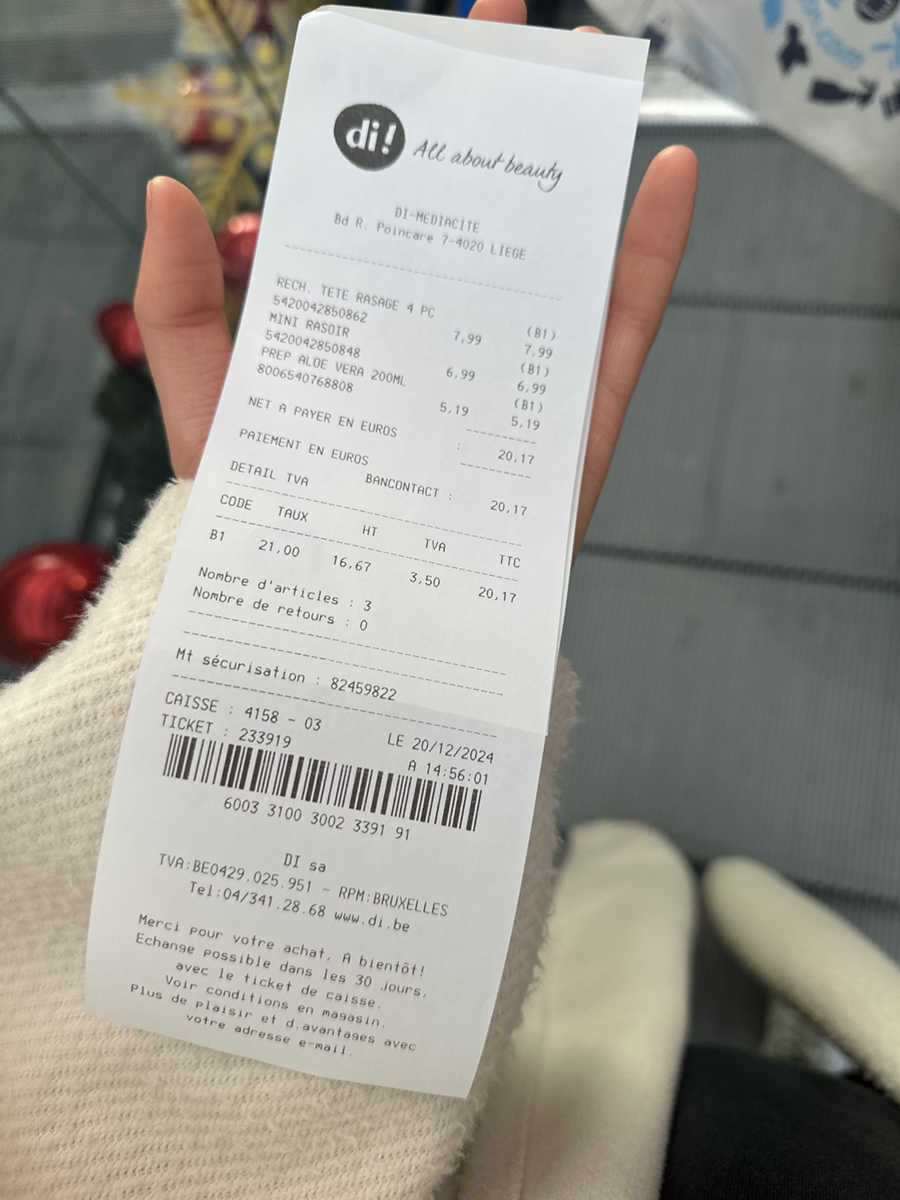 di! All about beauty
DI-MEDIACITE
Bd R. Poincare 7-4020 LIEGE
RECH. TETE RASAGE 4 PC (B1)
5420042850862 7,99 7,99
MINI RASOIR (B1)
5420042850848 6,99 6,99
PREP ALOE VERA 200ML (B1)
8006540768808 5,19 5,19
NET A PAYER EN EUROS : 20,17
PAIEMENT EN EUROS
BANCONTACT : 20,17
DETAIL TVA
CODE TAUX HT TVA TTC
B1 21,00 16,67 3,50 20,17
Nombre d'articles : 3
Nombre de retours : 0
Mt sécurisation : 82459822
CAISSE : 4158 - 03 LE 20/12/2024
TICKET : 233919 A 14:56:01
6003 3100 3002 3391 91
DI sa
TVA:BE0429.025.951 - RPM:BRUXELLES
Tel:04/341.28.68 www.di.be
Merci pour votre achat, A bientôt!
Echange possible dans les 30 jours,
avec le ticket de caisse.
Voir conditions en magasin.
Plus de plaisir et d.avantages avec
votre adresse e-mail.